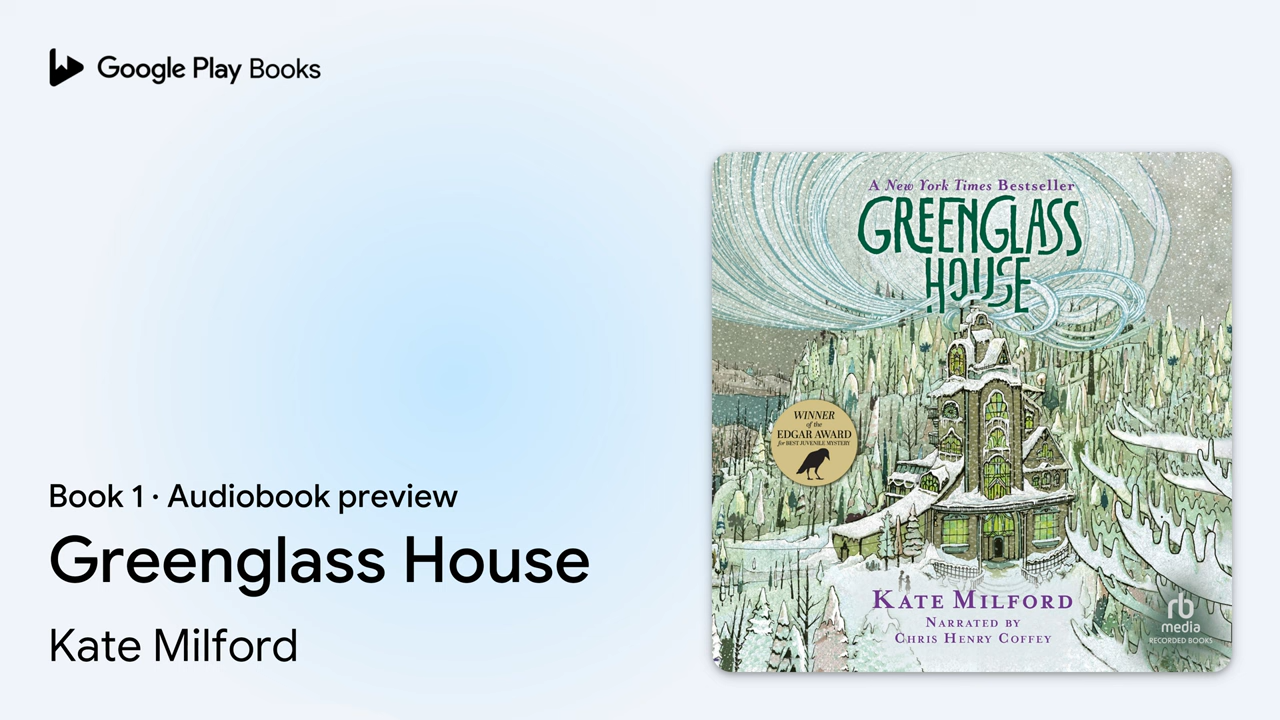 Google Play Books
Book 1 · Audiobook preview
Greenglass House
Kate Milford
A New York Times Bestseller
GREENGLASS
HOUSE
WINNER
of the
EDGAR AWARD
for BEST JUVENILE MYSTERY
KATE MILFORD
NARRATED BY
CHRIS HENRY COFFEY
rb
media
RECORDED BOOKS